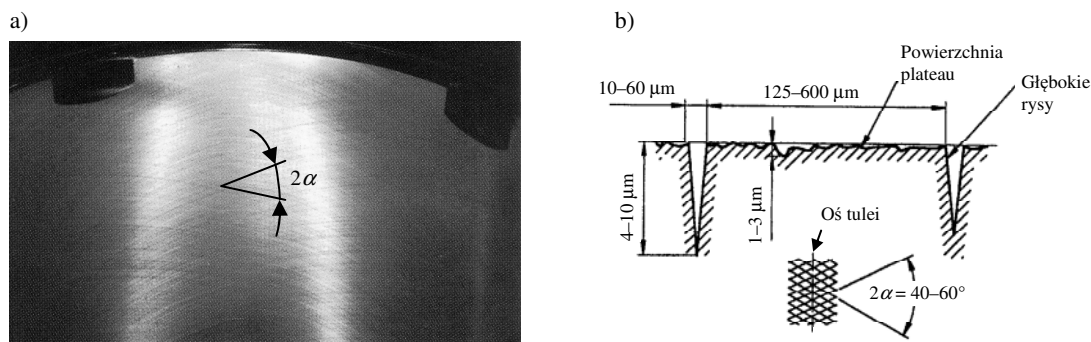 a)
2α
b)
Powierzchnia
plateau
Głębokie
rysy
10–60 μm
125–600 μm
4–10 μm
1–3 μm
Oś tulei
2α = 40–60°